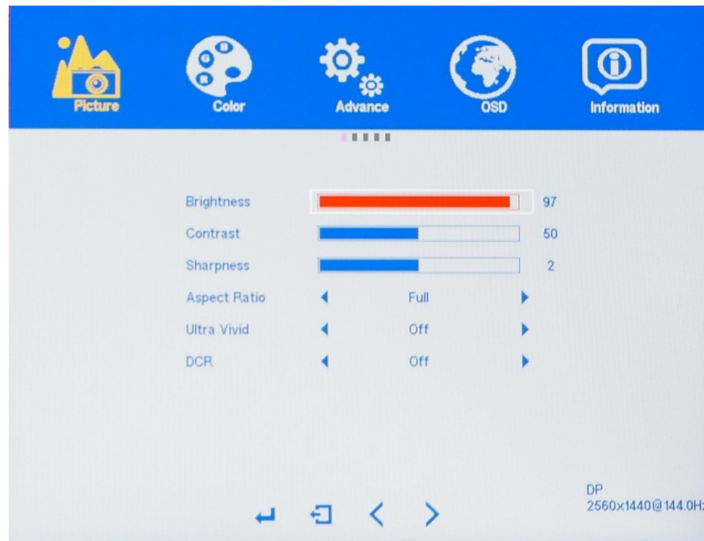 G B
R
Picture Color Advance OSD Information
Brightness 97
Contrast 50
Sharpness 2
Aspect Ratio Full
Ultra Vivid Off
DCR Off
DP
2560x1440@144.0Hz